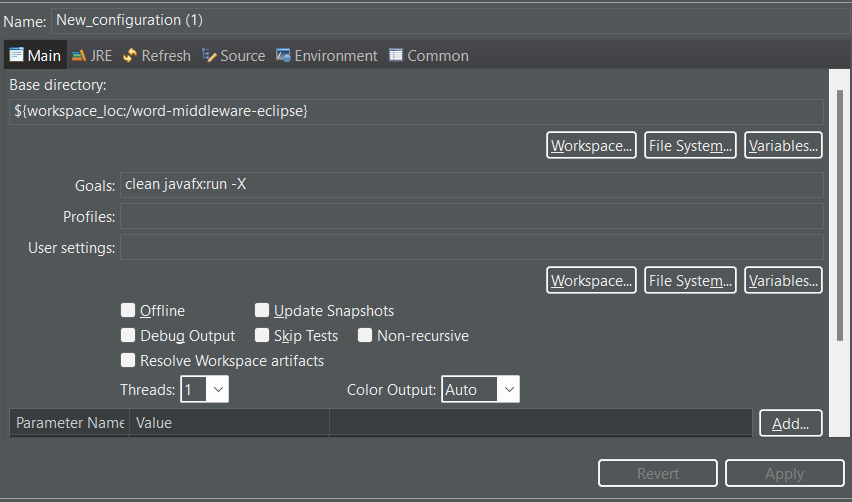 Name: New_configuration (1)
Main JRE Refresh Source Environment Common
Base directory:
${workspace_loc:/word-middleware-eclipse}
Workspace... File System... Variables...
Goals: clean javafx:run -X
Profiles:
User settings:
Workspace... File System... Variables...
Offline Update Snapshots
Debug Output Skip Tests Non-recursive
Resolve Workspace artifacts
Threads: 1 Color Output: Auto
Parameter Name Value Add...
Revert Apply